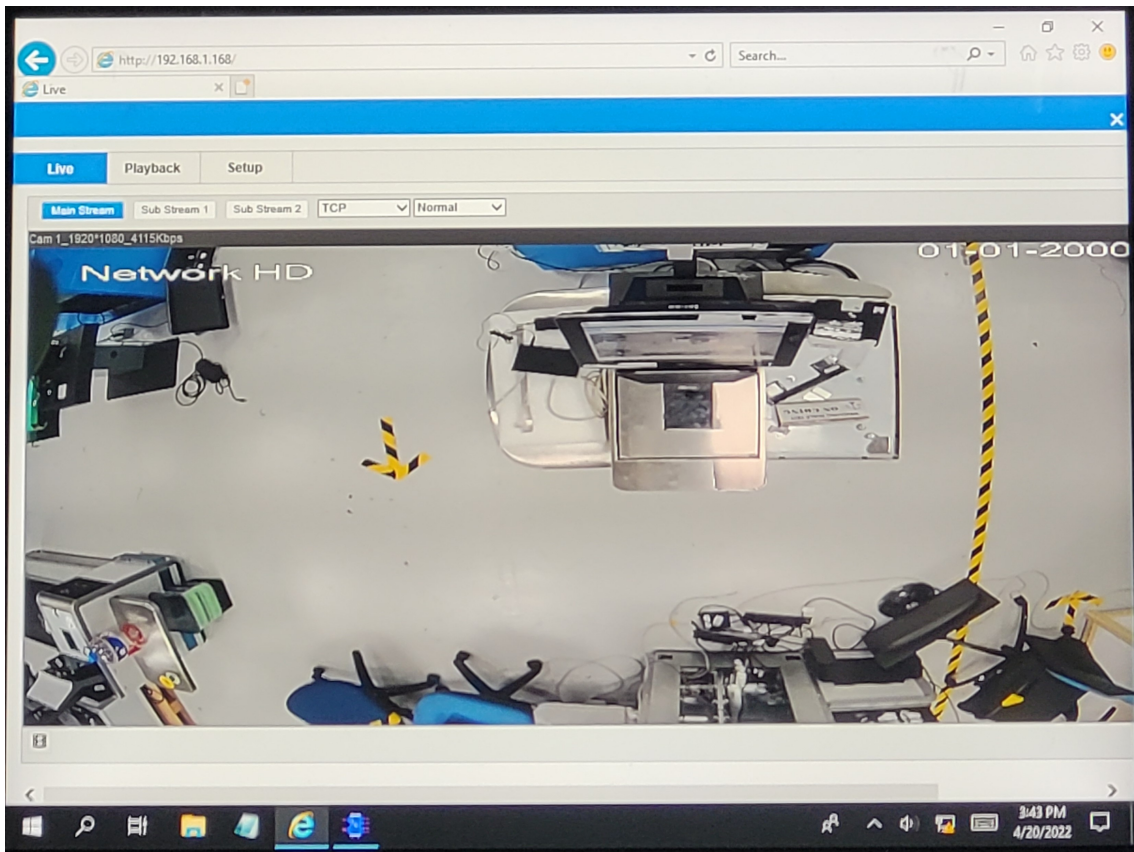 http://192.168.1.168/
Search...
Live
Live Playback Setup
Main Stream Sub Stream 1 Sub Stream 2 TCP Normal
Cam 1_1920*1080_4115Kbps
Network HD
01-01-2000
3:43 PM
4/20/2022